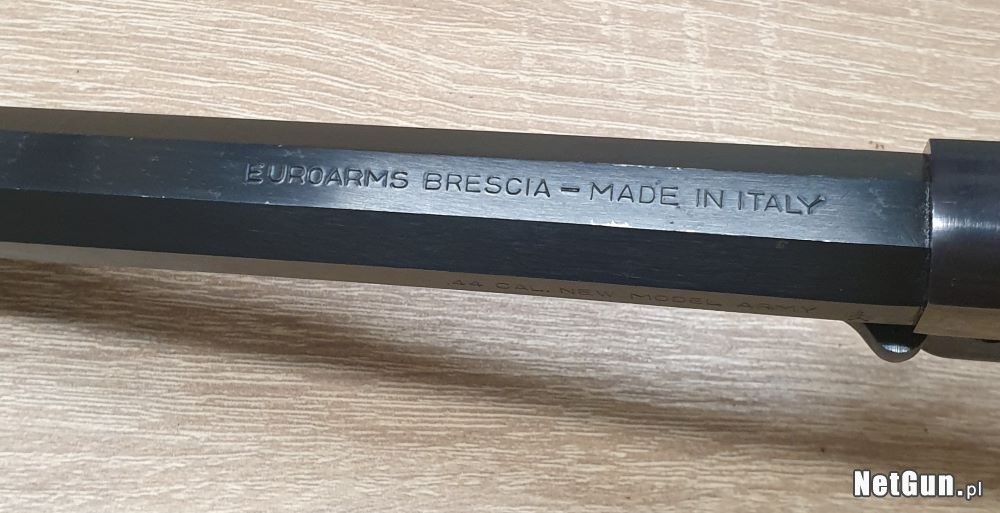 EUROARMS BRESCIA – MADE IN ITALY
.44 CAL. NEW MODEL ARMY
NetGun.pl